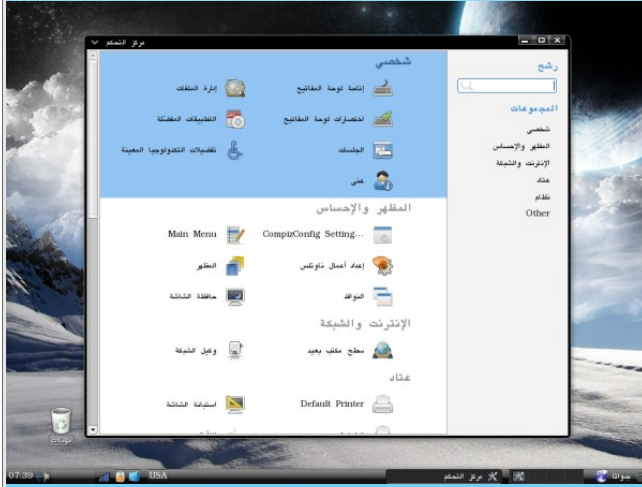 مركز التحكم
رشح
المجموعات
شخصي
المظهر والإحساس
الإنترنت والشبكة
عتاد
نظام
Other
شخصي
إتاحة لوحة المفاتيح
إدارة الملفات
اختصارات لوحة المفاتيح
التطبيقات المفضلة
الجلسات
تفضيلات التكنولوجيا المعينة
عني
المظهر والإحساس
CompizConfig Setting...
Main Menu
إعداد أعمال ناوتلس
المظهر
النوافذ
حافظة الشاشة
الإنترنت والشبكة
سطح مكتب بعيد
وكيل الشبكة
عتاد
Default Printer
استبانة الشاشة
مهملات
جوانا
مركز التحكم
USA
07:39